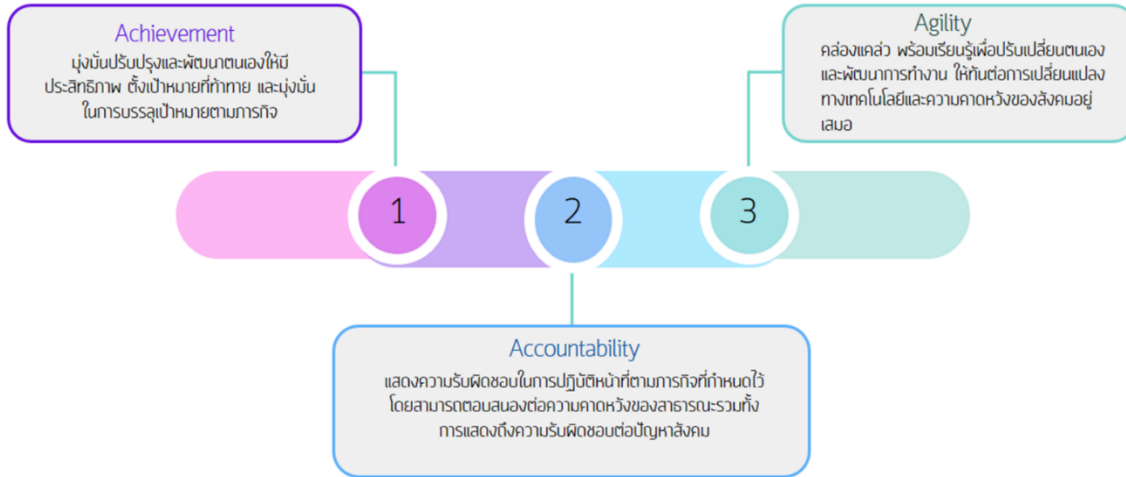 Achievement
มุ่งมั่นปรับปรุงและพัฒนาตนเองให้มี
ประสิทธิภาพ ตั้งเป้าหมายที่ท้าทาย และมุ่งมั่น
ในการบรรลุเป้าหมายตามภารกิจ
Agility
คล่องแคล่ว พร้อมเรียนรู้เพื่อปรับเปลี่ยนตนเอง
และพัฒนาการทำงาน ให้ทันต่อการเปลี่ยนแปลง
ทางเทคโนโลยีและความคาดหวังของสังคมอยู่
เสมอ
1
2
3
Accountability
แสดงความรับผิดชอบในการปฏิบัติหน้าที่ตามภารกิจที่กำหนดไว้
โดยสามารถตอบสนองต่อความคาดหวังของสาธารณะรวมทั้ง
การแสดงถึงความรับผิดชอบต่อปัญหาสังคม